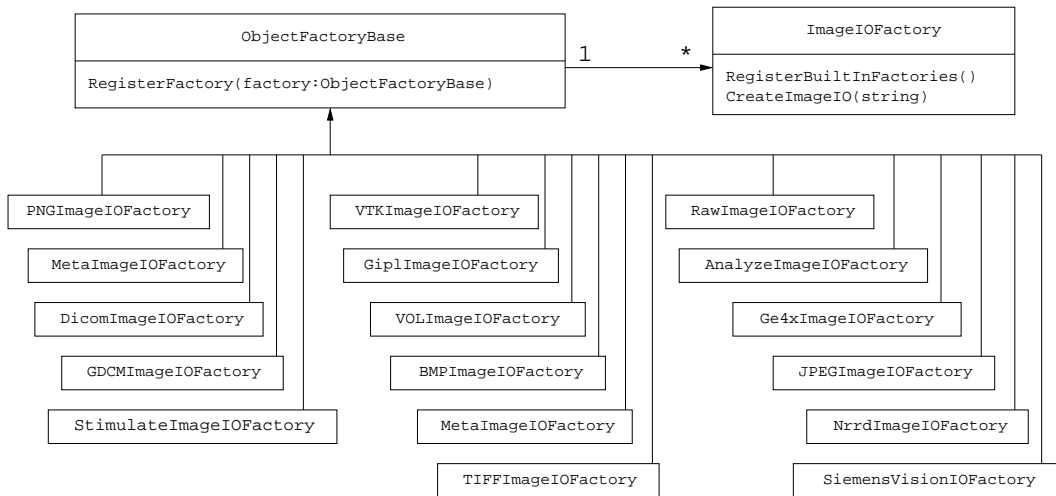 ObjectFactoryBase
RegisterFactory(factory:ObjectFactoryBase)
1
*
ImageIOFactory
RegisterBuiltInFactories()
CreateImageIO(string)
PNGImageIOFactory
MetaImageIOFactory
DicomImageIOFactory
GDCMImageIOFactory
StimulateImageIOFactory
VTKImageIOFactory
GiplImageIOFactory
VOLImageIOFactory
BMPImageIOFactory
MetaImageIOFactory
TIFFImageIOFactory
RawImageIOFactory
AnalyzeImageIOFactory
Ge4xImageIOFactory
JPEGImageIOFactory
NrrdImageIOFactory
SiemensVisionIOFactory